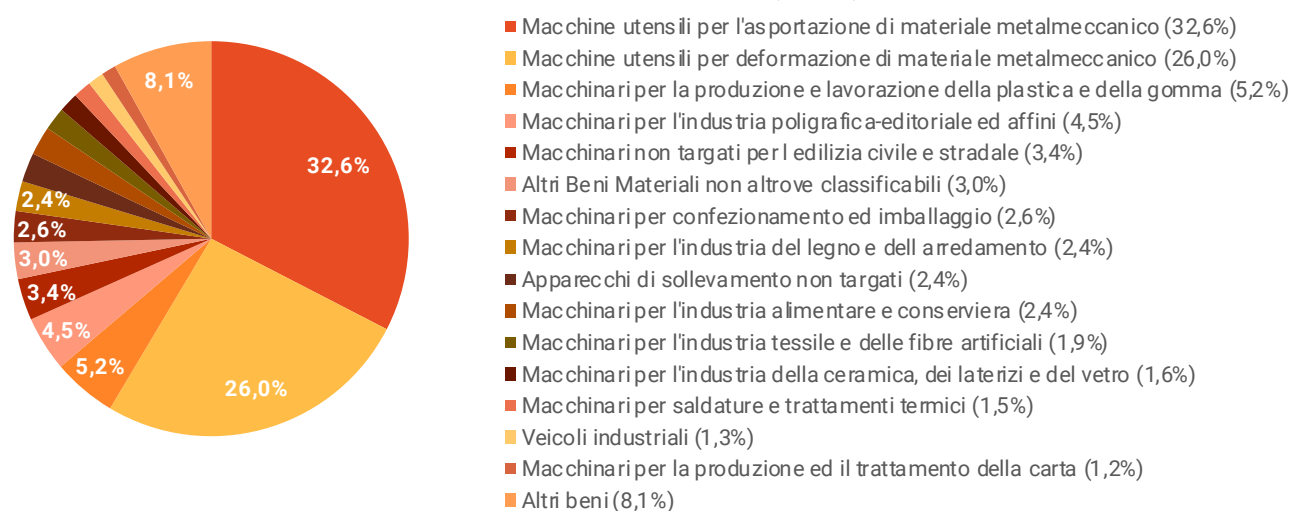 8,1%
32,6%
2,4%
2,6%
3,0%
3,4%
4,5%
5,2%
26,0%
Macchine utensili per l'asportazione di materiale metalmeccanico (32,6%)
Macchine utensili per deformazione di materiale metalmeccanico (26,0%)
Macchinari per la produzione e lavorazione della plastica e della gomma (5,2%)
Macchinari per l'industria poligrafica-editoriale ed affini (4,5%)
Macchinari non targati per l edilizia civile e stradale (3,4%)
Altri Beni Materiali non altrove classificabili (3,0%)
Macchinari per confezionamento ed imballaggio (2,6%)
Macchinari per l'industria del legno e dell arredamento (2,4%)
Apparecchi di sollevamento non targati (2,4%)
Macchinari per l'industria alimentare e conserviera (2,4%)
Macchinari per l'industria tessile e delle fibre artificiali (1,9%)
Macchinari per l'industria della ceramica, dei laterizi e del vetro (1,6%)
Macchinari per saldature e trattamenti termici (1,5%)
Veicoli industriali (1,3%)
Macchinari per la produzione ed il trattamento della carta (1,2%)
Altri beni (8,1%)